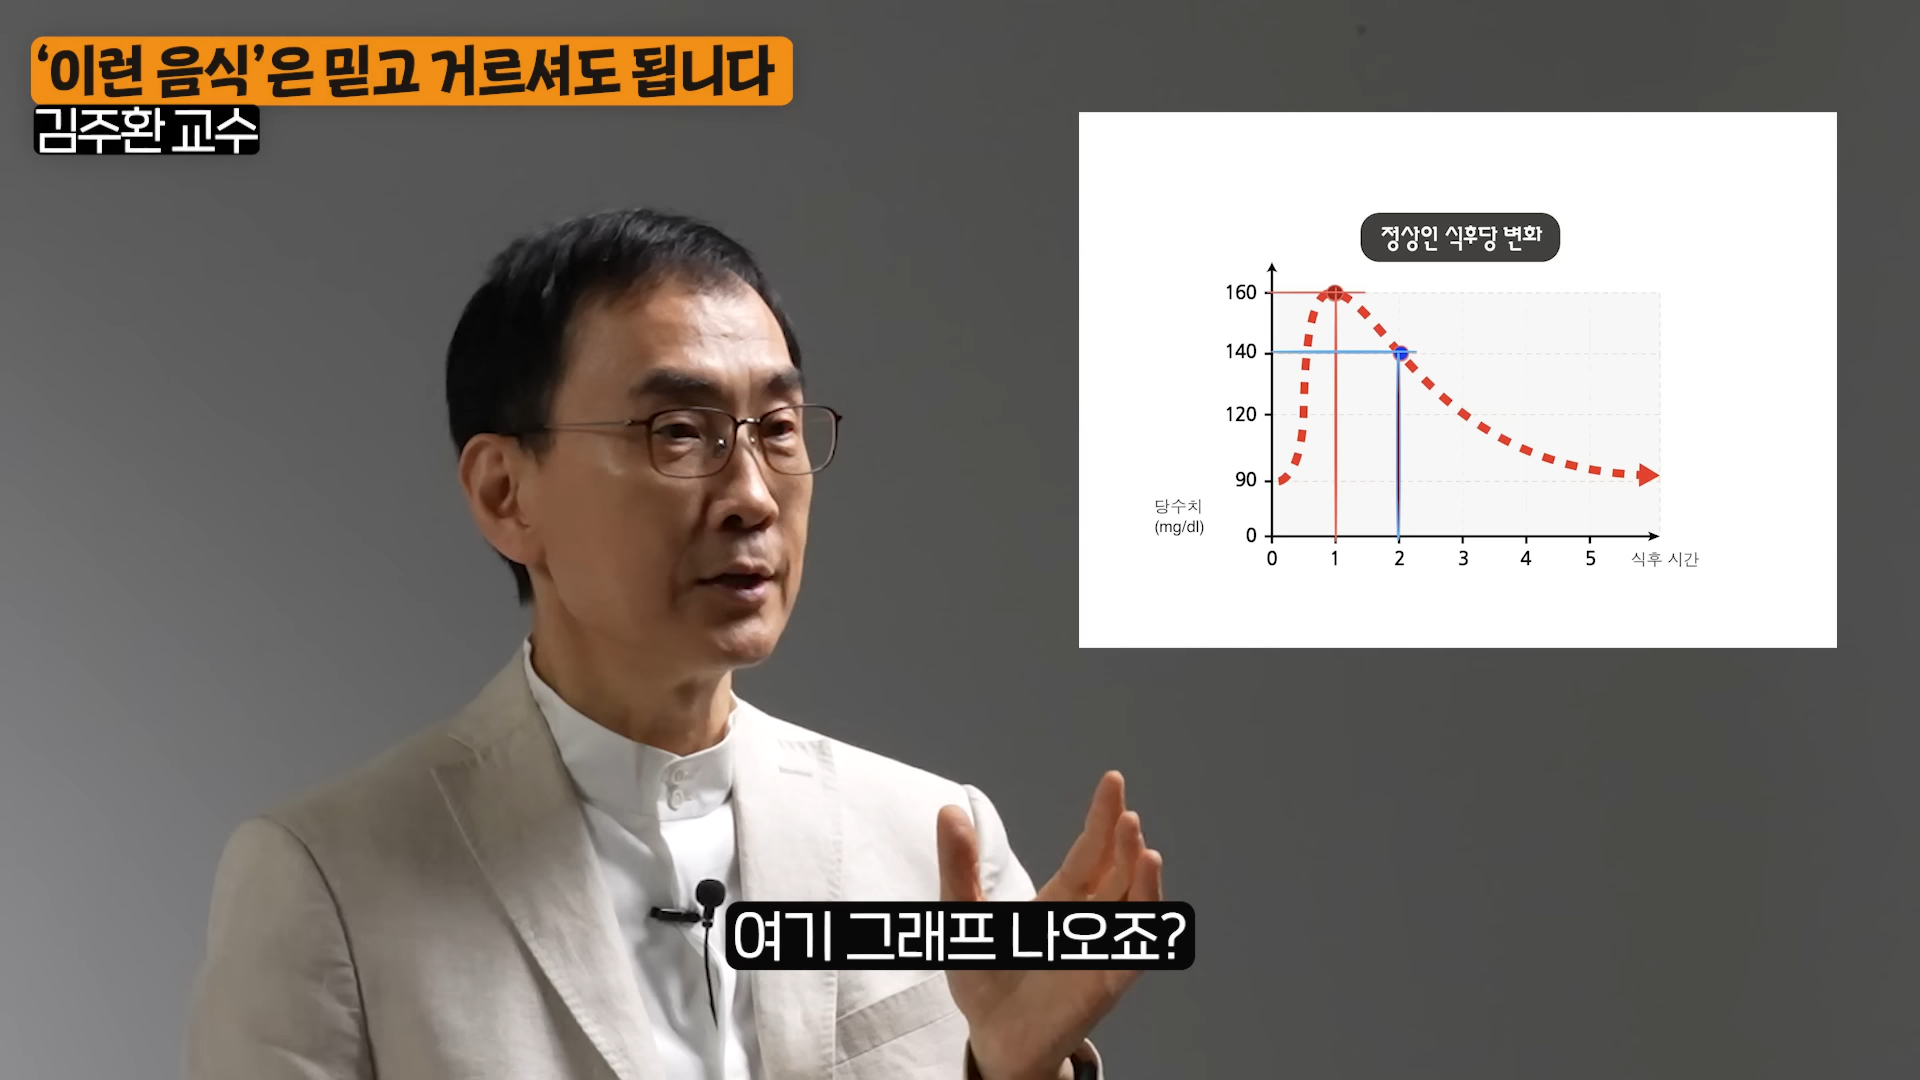 ‘이런 음식’은 믿고 거르셔도 됩니다
김주환 교수
정상인 식후당 변화
160
140
120
90
당수치
(mg/dl)
0
0 1 2 3 4 5 식후 시간
여기 그래프 나오죠?